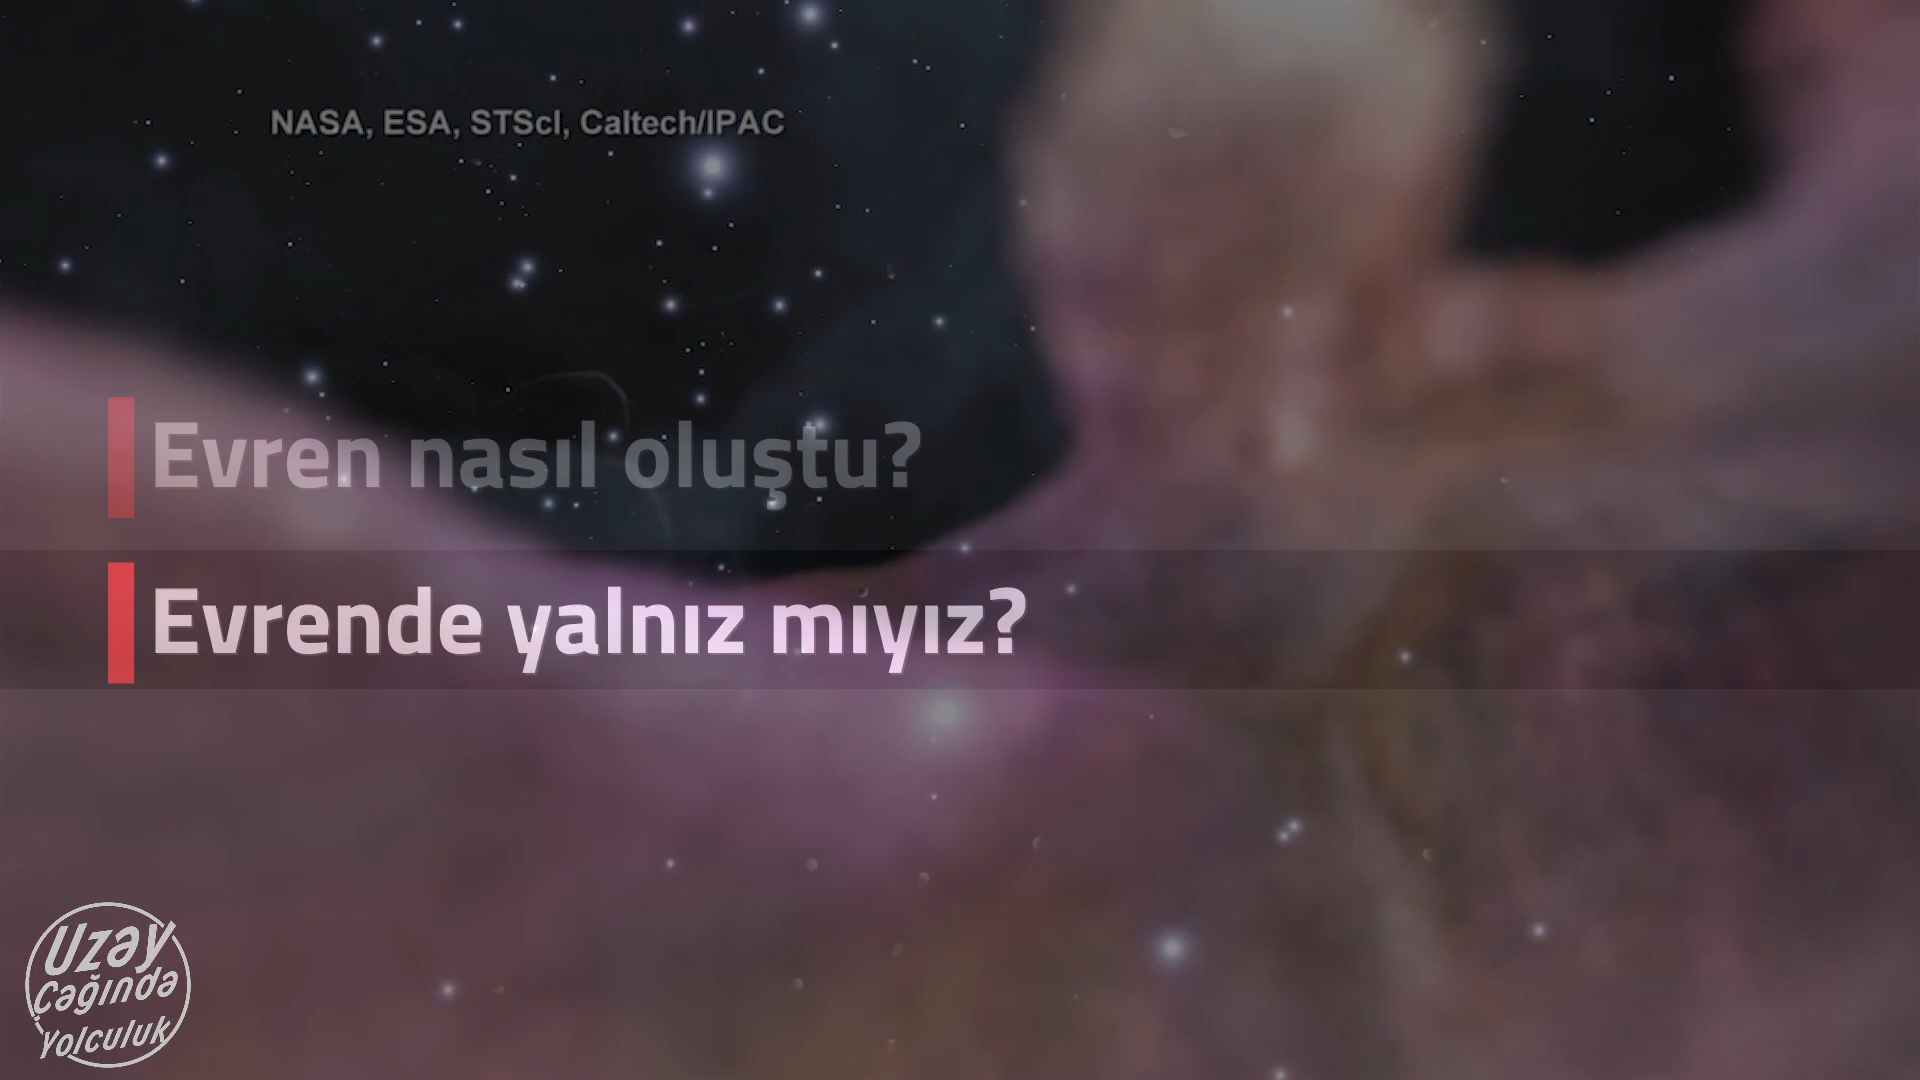 NASA, ESA, STScI, Caltech/IPAC
Evren nasıl oluştu?
Evrende yalnız mıyız?
Uzay
Çağında
Yolculuk